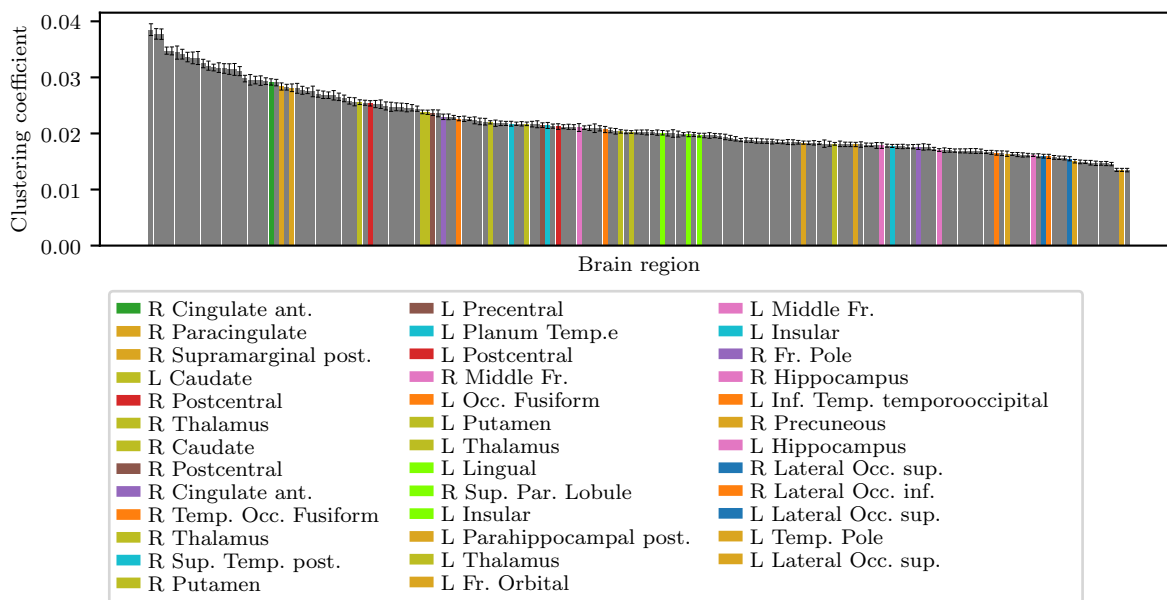 0.04
0.03
0.02
0.01
0.00
Clustering coefficient
Brain region
R Cingulate ant.
R Paracingulate
R Supramarginal post.
L Caudate
R Postcentral
R Thalamus
R Caudate
R Postcentral
R Cingulate ant.
R Temp. Occ. Fusiform
R Thalamus
R Sup. Temp. post.
R Putamen
L Precentral
L Planum Temp.e
L Postcentral
R Middle Fr.
L Occ. Fusiform
L Putamen
L Thalamus
L Lingual
R Sup. Par. Lobule
L Insular
L Parahippocampal post.
L Thalamus
L Fr. Orbital
L Middle Fr.
L Insular
R Fr. Pole
R Hippocampus
L Inf. Temp. temporooccipital
R Precuneous
L Hippocampus
R Lateral Occ. sup.
R Lateral Occ. inf.
L Lateral Occ. sup.
L Temp. Pole
L Lateral Occ. sup.